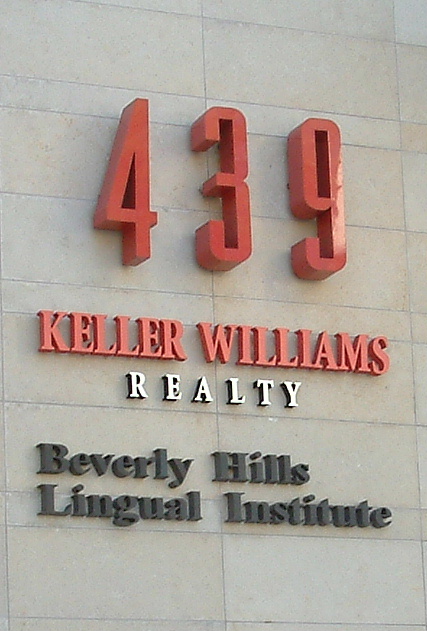 439
KELLER WILLIAMS
REALTY
Beverly Hills
Lingual Institute